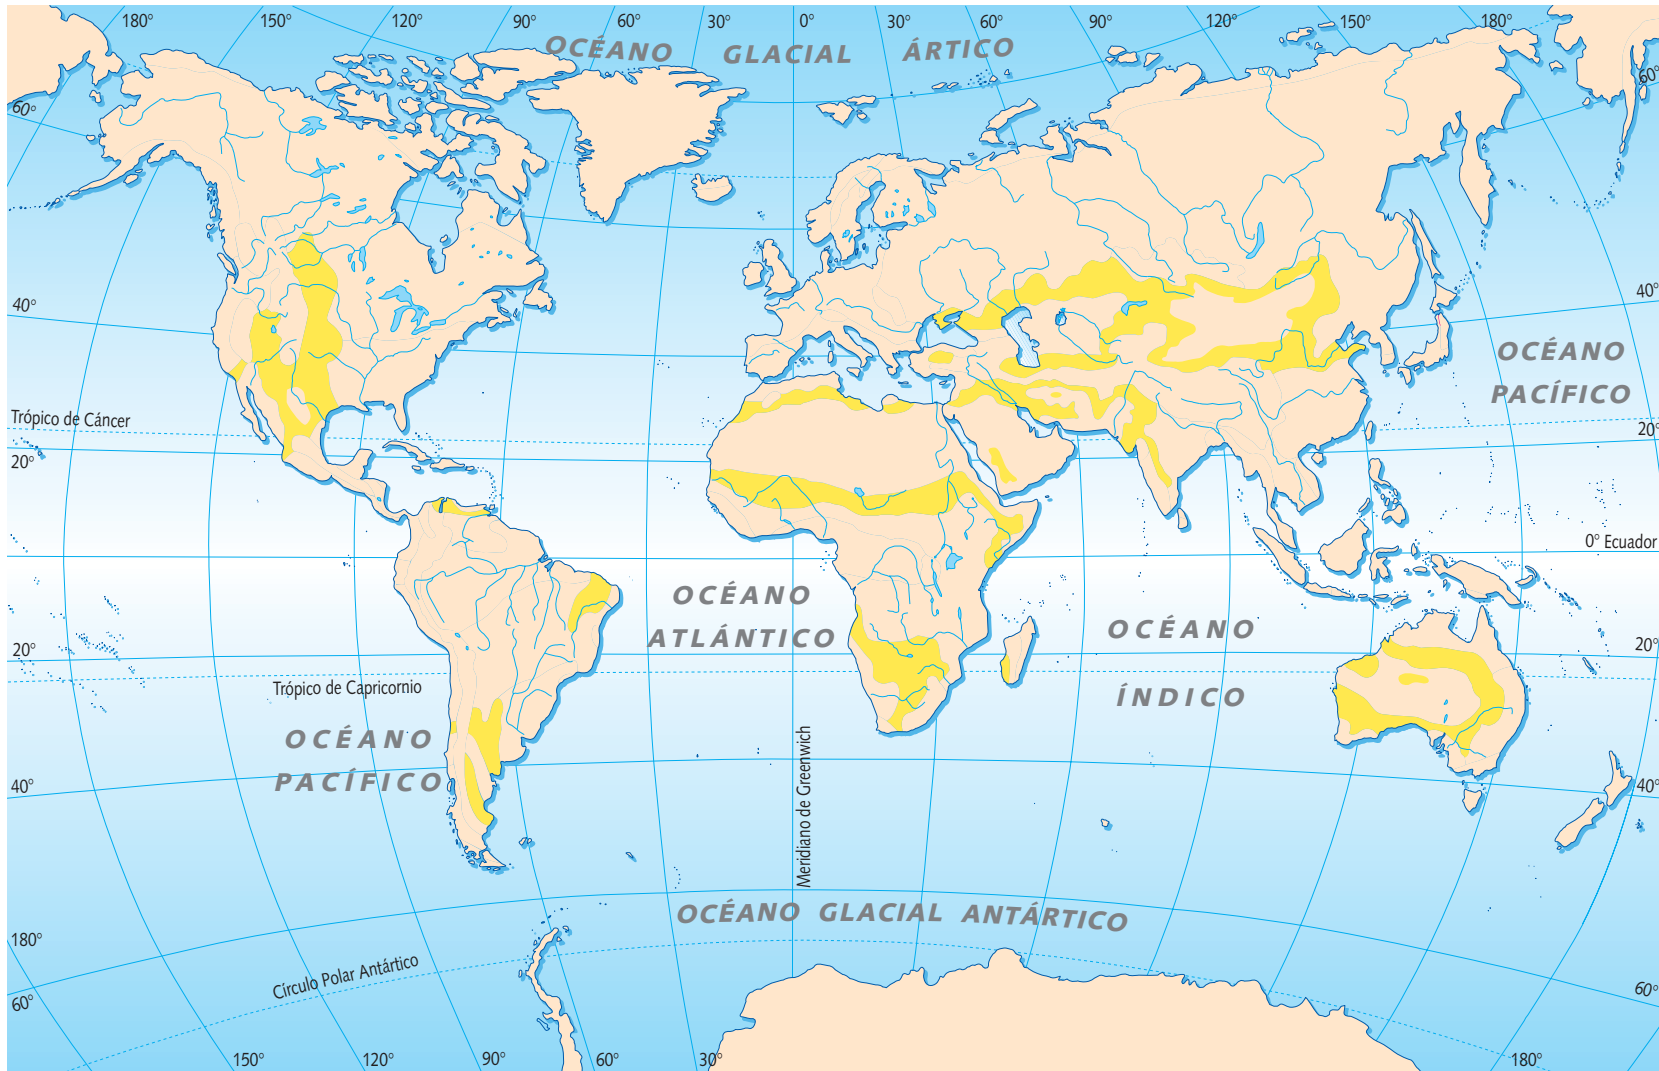 180°
150°
120°
90°
60°
30°
0°
30°
60°
90°
120°
150°
180°
OCÉANO GLACIAL ÁRTICO
60°
60°
40°
40°
OCÉANO
PACÍFICO
Trópico de Cáncer
20°
20°
0° Ecuador
OCÉANO
ATLÁNTICO
OCÉANO
ÍNDICO
20°
20°
Trópico de Capricornio
OCÉANO
PACÍFICO
Meridiano de Greenwich
40°
40°
OCÉANO GLACIAL ANTÁRTICO
180°
Círculo Polar Antártico
60°
60°
150°
120°
90°
60°
30°
180°